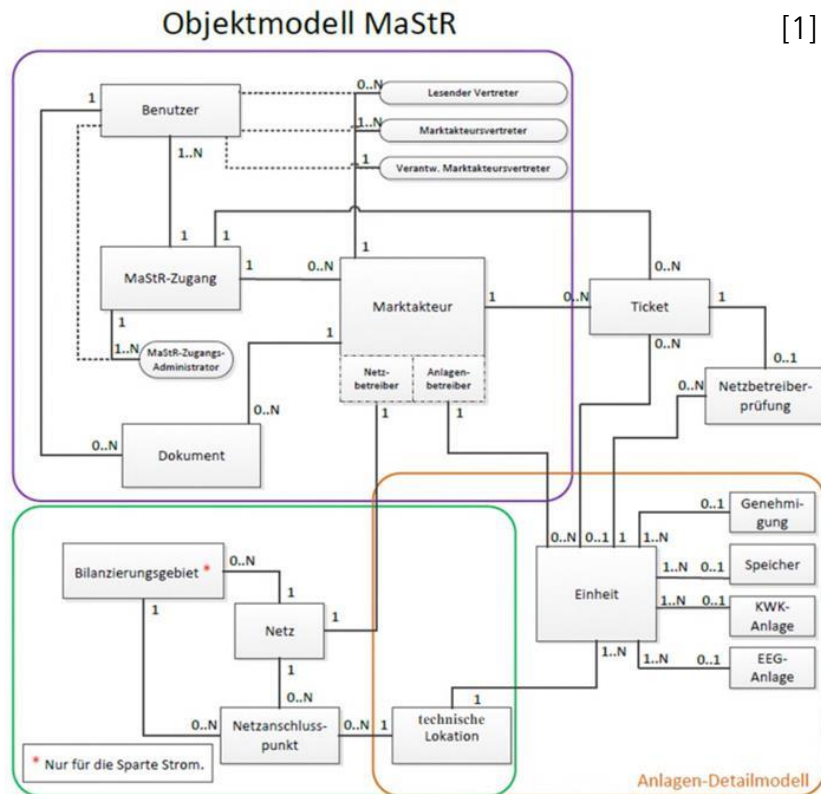 Objektmodell MaStR
[1]
0..N
Lesender Vertreter
1
Benutzer
1..N
Marktakteursvertreter
1..N
1
Verantw. Marktakteursvertreter
1
1
1
0..N
MaStR-Zugang
1
0..N
Marktakteur
1
0..N
Ticket
1
1
1
0..N
1..N
MaStR-Zugangs-
Administrator
0..1
Netz-
betreiber
Anlagen-
betreiber
0..N
Netzbetreiber-
prüfung
0..N
1
1
0..N
Dokument
0..1
Genehmi-
gung
0..N
0..1
1
1..N
0..N
Bilanzierungsgebiet *
1..N
0..1
Speicher
1
1
Einheit
1..N
0..1
KWK-
Anlage
Netz
1
1
1..N
1..N
0..1
EEG-
Anlage
0..N
1
0..N
Netzanschluss-
punkt
0..N
1
technische
Lokation
* Nur für die Sparte Strom.
Anlagen-Detailmodell